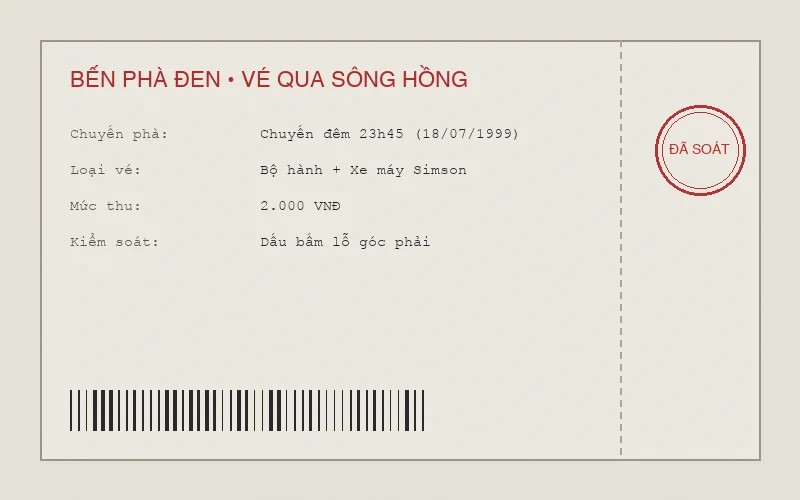 BẾN PHÀ ĐEN • VÉ QUA SÔNG HỒNG
Chuyến phà: Chuyến đêm 23h45 (18/07/1999)
Loại vé: Bộ hành + Xe máy Simson
Mức thu: 2.000 VNĐ
Kiểm soát: Dấu bấm lỗ góc phải
ĐÃ SOÁT